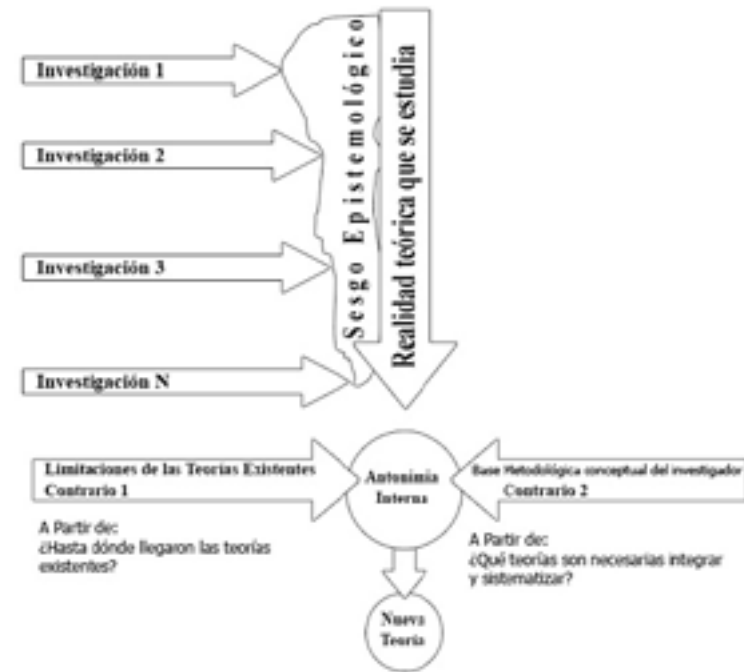 Investigación 1
Investigación 2
Investigación 3
Investigación N
Sesgo Epistemológico
Realidad teórica que se estudia
Limitaciones de las Teorías Existentes
Contrario 1
Antonimia
Interna
Base Metodológica conceptual del investigador
Contrario 2
A Partir de:
¿Hasta dónde llegaron las teorías
existentes?
A Partir de:
¿Qué teorías son necesarias integrar
y sistematizar?
Nueva
Teoría